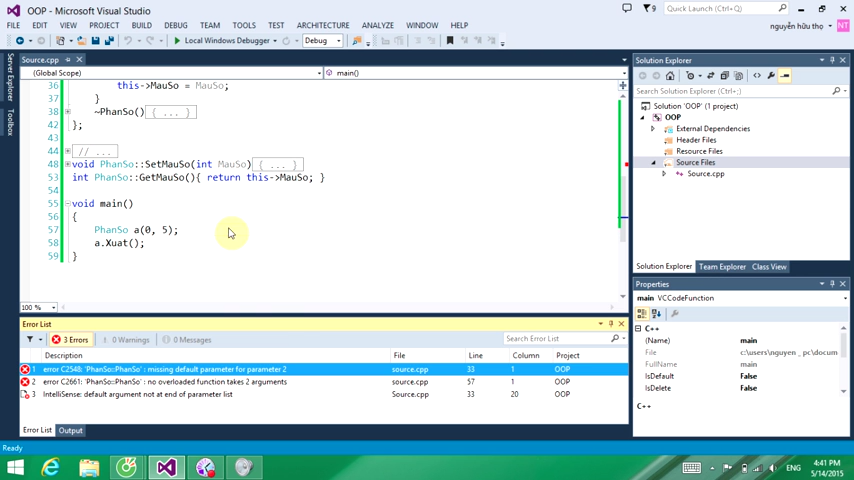 OOP - Microsoft Visual Studio
9
Quick Launch (Ctrl+Q)
FILE EDIT VIEW PROJECT BUILD DEBUG TEAM TOOLS TEST ARCHITECTURE ANALYZE WINDOW HELP
nguyễn hữu thọ NT
Local Windows Debugger Debug
Server Explorer
Toolbox
Source.cpp
(Global Scope) main()
36 this->MauSo = MauSo;
37 }
38 ~PhanSo(){ ... }
42 };
43
44 // ...
48 void PhanSo::SetMauSo(int MauSo){ ... }
53 int PhanSo::GetMauSo(){ return this->MauSo; }
54
55 void main()
56 {
57 PhanSo a(0, 5);
58 a.Xuat();
59 }
100 %
Error List
3 Errors 0 Warnings 0 Messages
Search Error List
Description File Line Column Project
1 error C2548: 'PhanSo::PhanSo' : missing default parameter for parameter 2 source.cpp 33 1 OOP
2 error C2661: 'PhanSo::PhanSo' : no overloaded function takes 2 arguments source.cpp 57 1 OOP
3 IntelliSense: default argument not at end of parameter list source.cpp 33 20 OOP
Error List Output
Solution Explorer
Search Solution Explorer (Ctrl+;)
Solution 'OOP' (1 project)
OOP
External Dependencies
Header Files
Resource Files
Source Files
Source.cpp
Solution Explorer Team Explorer Class View
Properties
main VCCodeFunction
C++
(Name) main
File c:\users\nguyen _pc\docum
FullName main
IsDefault False
IsDelete False
C++
Ready
ENG
4:41 PM
5/14/2015